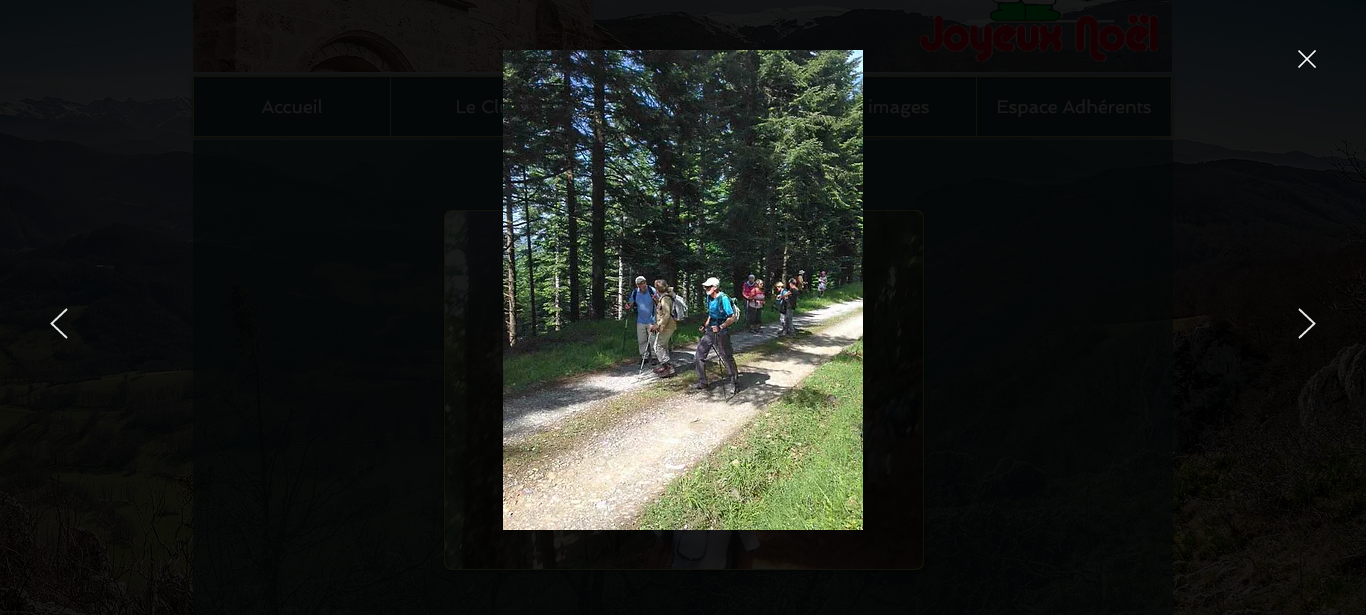 Joyeux Noël
Accueil
Le Cl
images
Espace Adhérents